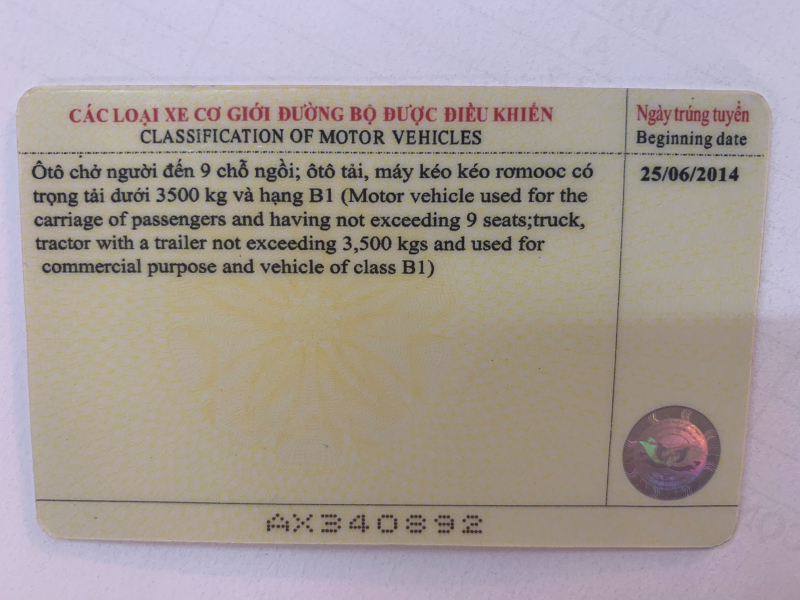 CÁC LOẠI XE CƠ GIỚI ĐƯỜNG BỘ ĐƯỢC ĐIỀU KHIỂN
CLASSIFICATION OF MOTOR VEHICLES
Ngày trúng tuyển
Beginning date
Ôtô chở người đến 9 chỗ ngồi; ôtô tải, máy kéo kéo rơmooc có
trọng tải dưới 3500 kg và hạng B1 (Motor vehicle used for the
carriage of passengers and having not exceeding 9 seats;truck,
tractor with a trailer not exceeding 3,500 kgs and used for
commercial purpose and vehicle of class B1)
25/06/2014
AX340892